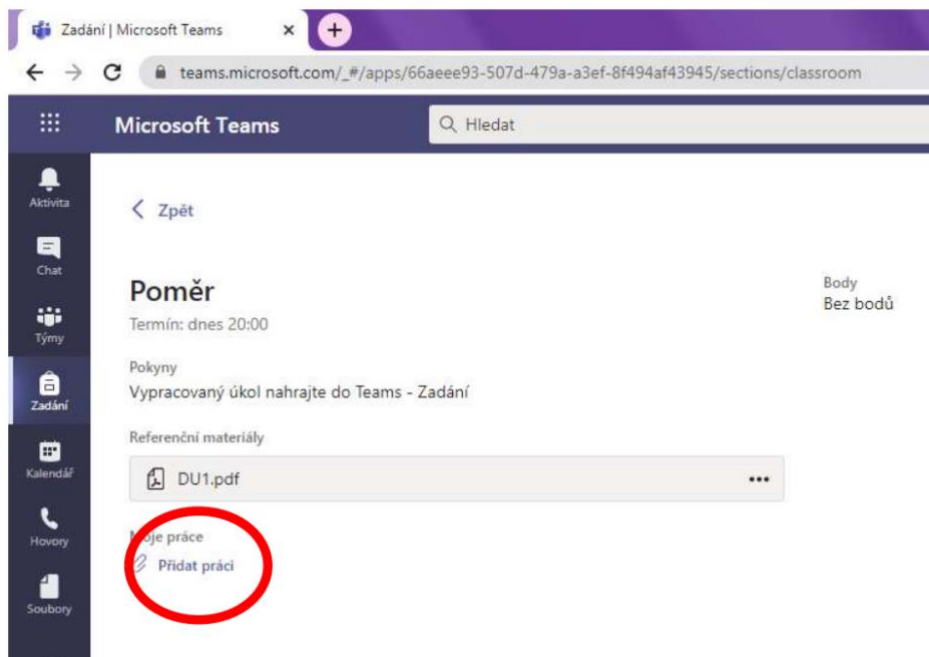 Zadání | Microsoft Teams
teams.microsoft.com/_#/apps/66aeee93-507d-479a-a3ef-8f494af43945/sections/classroom
Microsoft Teams
Hledat
Aktivita
Chat
Týmy
Zadání
Kalendář
Hovory
Soubory
Zpět
Poměr
Termín: dnes 20:00
Body
Bez bodů
Pokyny
Vypracovaný úkol nahrajte do Teams - Zadání
Referenční materiály
DU1.pdf
Moje práce
Přidat práci